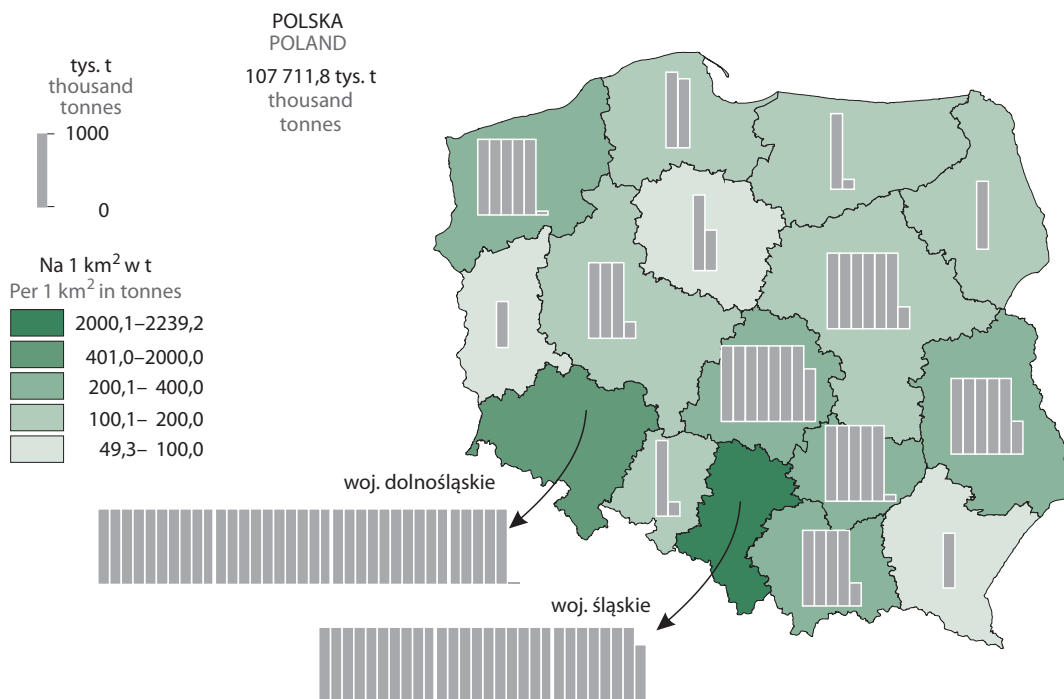 POLSKA
POLAND
107 711,8 tys. t
thousand
tonnes
tys. t
thousand
tonnes
1000
0
Na 1 km² w t
Per 1 km² in tonnes
2000,1–2239,2
401,0–2000,0
200,1– 400,0
100,1– 200,0
49,3– 100,0
woj. dolnośląskie
woj. śląskie